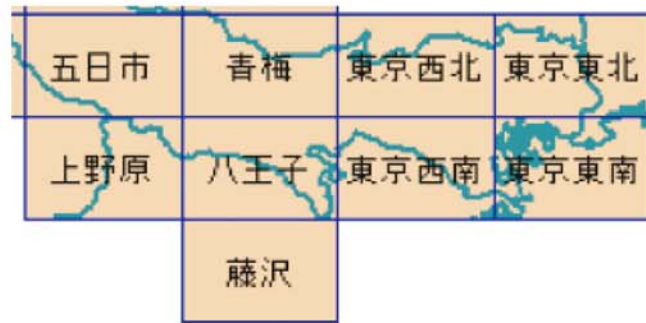 五日市 青梅 東京西北 東京東北
上野原 八王子 東京西南 東京東南
藤沢